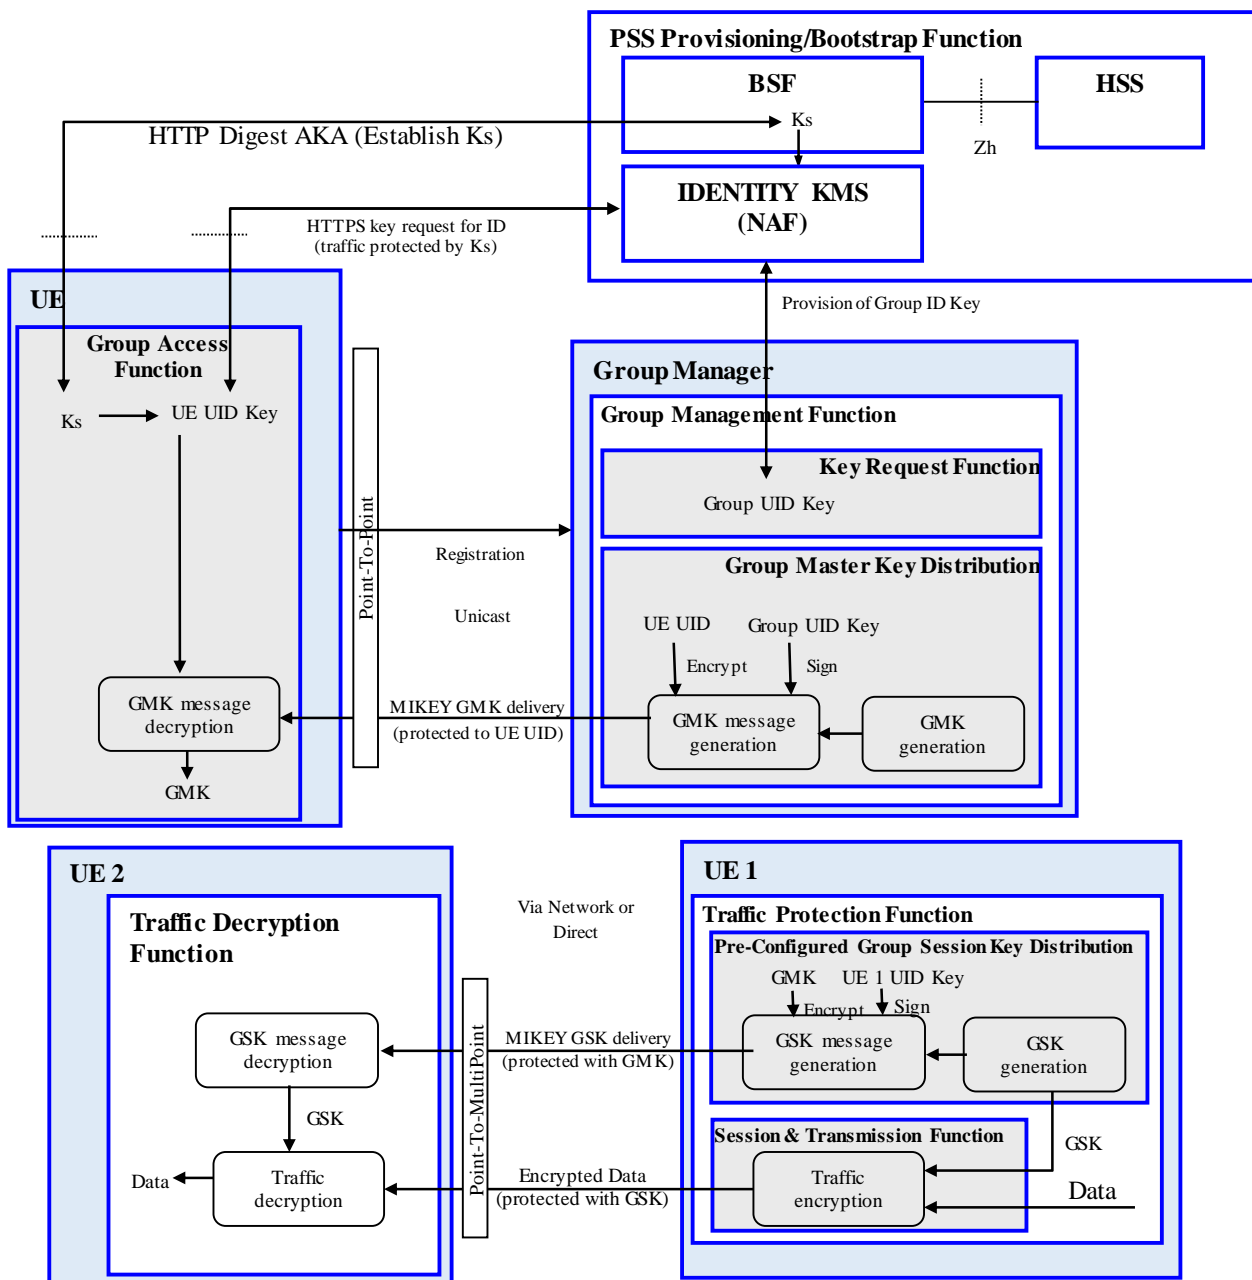 PSS Provisioning/Bootstrap Function
BSF
HSS
Ks
HTTP Digest AKA (Establish Ks)
Zh
IDENTITY KMS
(NAF)
HTTPS key request for ID
(traffic protected by Ks)
UE
Provision of Group ID Key
Group Access
Function
Group Manager
Ks
UE UID Key
Group Management Function
Key Request Function
Group UID Key
Point-To-Point
Registration
Group Master Key Distribution
Unicast
UE UID
Group UID Key
Encrypt
Sign
GMK message
decryption
MIKEY GMK delivery
(protected to UE UID)
GMK message
generation
GMK
generation
GMK
UE 2
UE 1
Traffic Decryption
Function
Via Network or
Direct
Traffic Protection Function
Pre-Configured Group Session Key Distribution
GMK
UE 1 UID Key
Encrypt
Sign
GSK message
decryption
MIKEY GSK delivery
(protected with GMK)
GSK message
generation
GSK
generation
Point-To-MultiPoint
GSK
Session & Transmission Function
GSK
Data
Traffic
decryption
Encrypted Data
(protected with GSK)
Traffic
encryption
Data